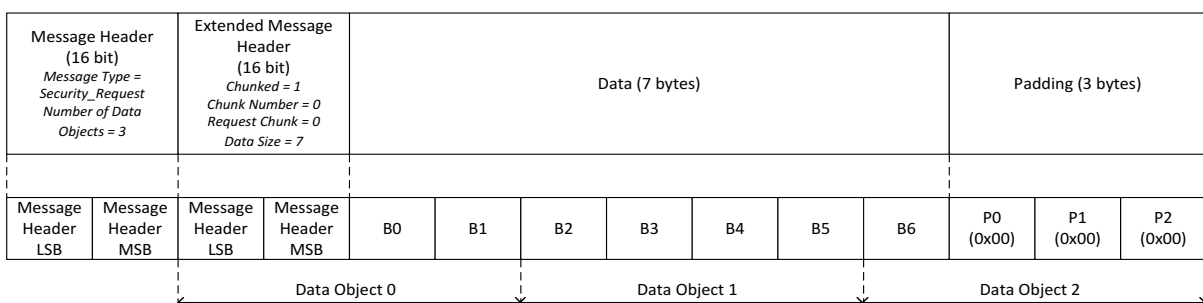 Message Header
(16 bit)
Message Type =
Security_Request
Number of Data
Objects = 3
Extended Message
Header
(16 bit)
Chunked = 1
Chunk Number = 0
Request Chunk = 0
Data Size = 7
Data (7 bytes)
Padding (3 bytes)
Message
Header
LSB
Message
Header
MSB
Message
Header
LSB
Message
Header
MSB
B0
B1
B2
B3
B4
B5
B6
P0
(0x00)
P1
(0x00)
P2
(0x00)
Data Object 0
Data Object 1
Data Object 2